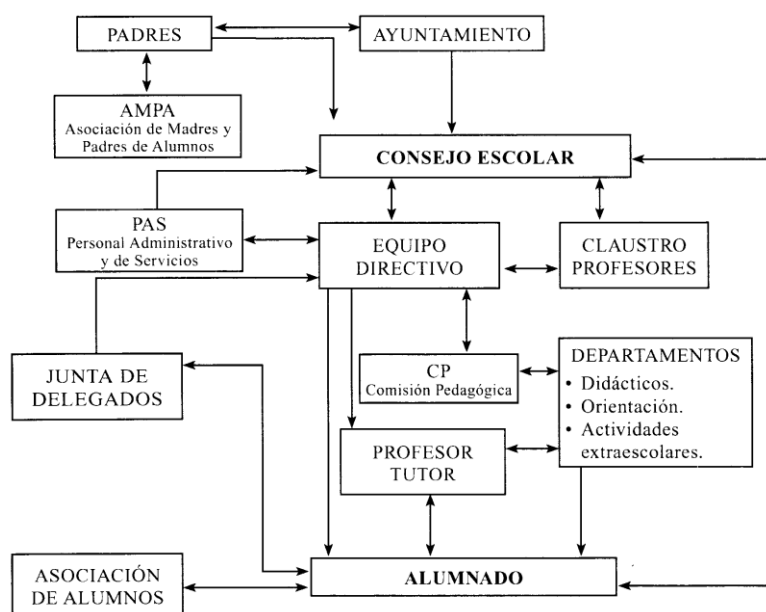 PADRES
AYUNTAMIENTO
AMPA
Asociación de Madres y
Padres de Alumnos
CONSEJO ESCOLAR
PAS
Personal Administrativo
y de Servicios
EQUIPO
DIRECTIVO
CLAUSTRO
PROFESORES
JUNTA DE
DELEGADOS
CP
Comisión Pedagógica
DEPARTAMENTOS
• Didácticos.
• Orientación.
• Actividades
extraescolares.
PROFESOR
TUTOR
ASOCIACIÓN
DE ALUMNOS
ALUMNADO